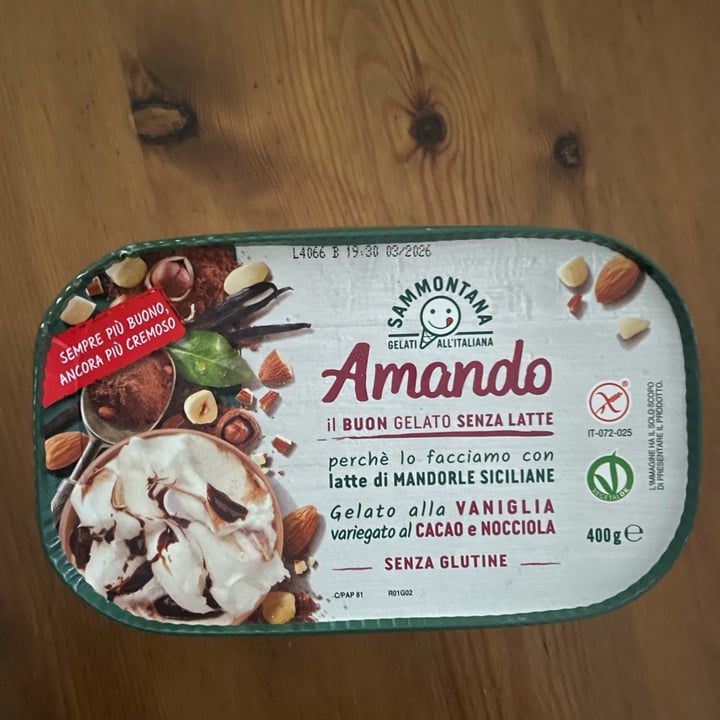 L4066 B 19:30 03/2026
SEMPRE PIÙ BUONO,
ANCORA PIÙ CREMOSO
SAMMONTANA
GELATI ALL'ITALIANA
Amando
il BUON GELATO SENZA LATTE
perchè lo facciamo con
latte di MANDORLE SICILIANE
Gelato alla VANIGLIA
variegato al CACAO e NOCCIOLA
SENZA GLUTINE
C/PAP 81 R01G02
IT-072-025
VEGETALOK
400 g e
L'IMMAGINE HA IL SOLO SCOPO
DI PRESENTARE IL PRODOTTO.